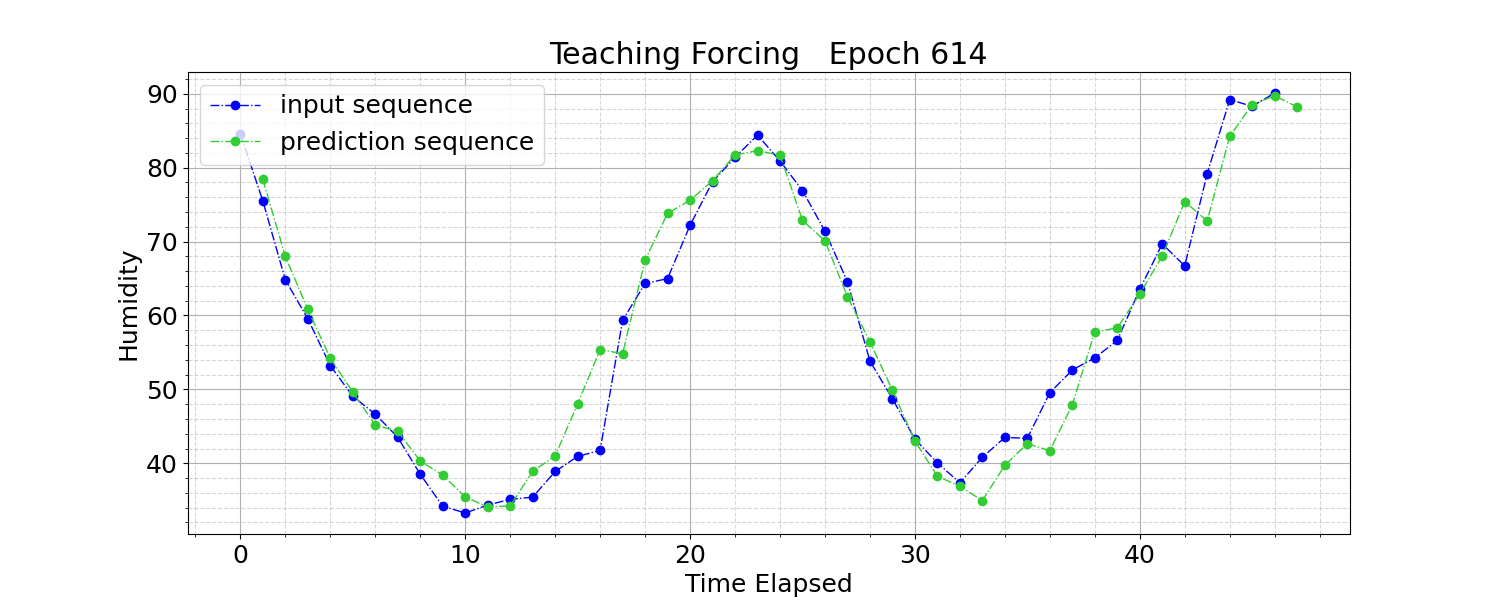 Teaching Forcing   Epoch 614
input sequence
prediction sequence
Humidity
90
80
70
60
50
40
0 10 20 30 40
Time Elapsed